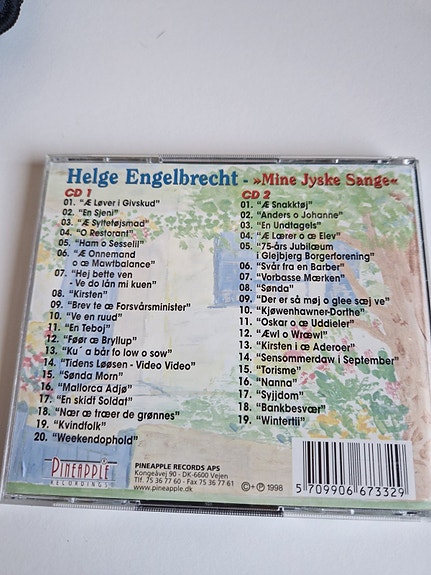 Helge Engelbrecht - »Mine Jyske Sange«
CD 1
01. "Æ Løver i Givskud"
02. "En Sjeni"
03. "Æ Syltetøjsmad"
04. "O Restorant"
05. "Ham o Sesselil"
06. "Æ Onnemand
o æ Mawtbalance"
07. "Hej bette ven
- Ve do lån mi kuen"
08. "Kirsten"
09. "Brev te æ Forsvårsminister"
10. "Ve en ruud"
11. "En Teboj"
12. "Føør æ Bryllup"
13. "Ku´a bår fo low o sow"
14. "Tidens Løøsen - Video Video"
15. "Sønda Morn"
16. "Mallorca Adjø"
17. "En skidt Soldat"
18. "Nær æ træer de grønnes"
19. "Kvindfolk"
20. "Weekendophold"
CD 2
01. "Æ Snakktøj"
02. "Anders o Johanne"
03. "En Undtagels"
04. "Æ Lærer o æ Elev"
05. "75-års Jubilæum
i Glejbjerg Borgerforening"
06. "Svår fra en Barber"
07. "Vorbasse Mærken"
08. "Sønda"
09. "Der er så møj o glee sæj ve"
10. "Kjøwenhawner-Dorthe"
11. "Oskar o æ Uddieler"
12. "Æwl o Wræwl"
13. "Kirsten i æ Aderoer"
14. "Sensommerdaw i September"
15. "Torisme"
16. "Nanna"
17. "Syjjdom"
18. "Bankbesvær"
19. "Wintertii"
PINEAPPLE
RECORDINGS
PINEAPPLE RECORDS APS
Kongeåvej 90 - DK-6600 Vejen
Tlf. 75 36 77 60 - Fax 75 36 77 61
www.pineapple.dk
©+℗ 1998
5 709906 673329